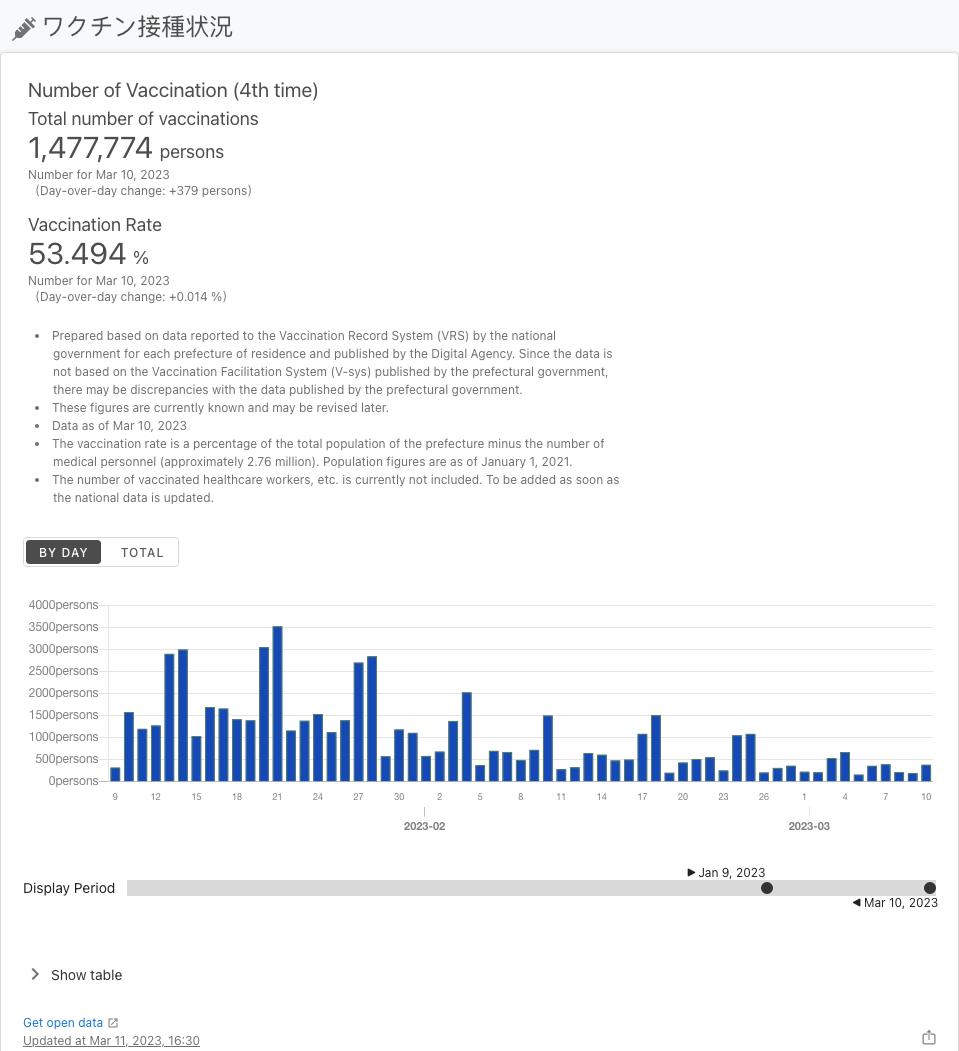 ワクチン接種状況
Number of Vaccination (4th time)
Total number of vaccinations
1,477,774 persons
Number for Mar 10, 2023
(Day-over-day change: +379 persons)
Vaccination Rate
53.494 %
Number for Mar 10, 2023
(Day-over-day change: +0.014 %)
• Prepared based on data reported to the Vaccination Record System (VRS) by the national
government for each prefecture of residence and published by the Digital Agency. Since the data is
not based on the Vaccination Facilitation System (V-sys) published by the prefectural government,
there may be discrepancies with the data published by the prefectural government.
• These figures are currently known and may be revised later.
• Data as of Mar 10, 2023
• The vaccination rate is a percentage of the total population of the prefecture minus the number of
medical personnel (approximately 2.76 million). Population figures are as of January 1, 2021.
• The number of vaccinated healthcare workers, etc. is currently not included. To be added as soon as
the national data is updated.
BY DAY TOTAL
4000persons
3500persons
3000persons
2500persons
2000persons
1500persons
1000persons
500persons
0persons
9 12 15 18 21 24 27 30 2 5 8 11 14 17 20 23 26 1 4 7 10
2023-02 2023-03
Jan 9, 2023
Display Period
Mar 10, 2023
Show table
Get open data
Updated at Mar 11, 2023, 16:30